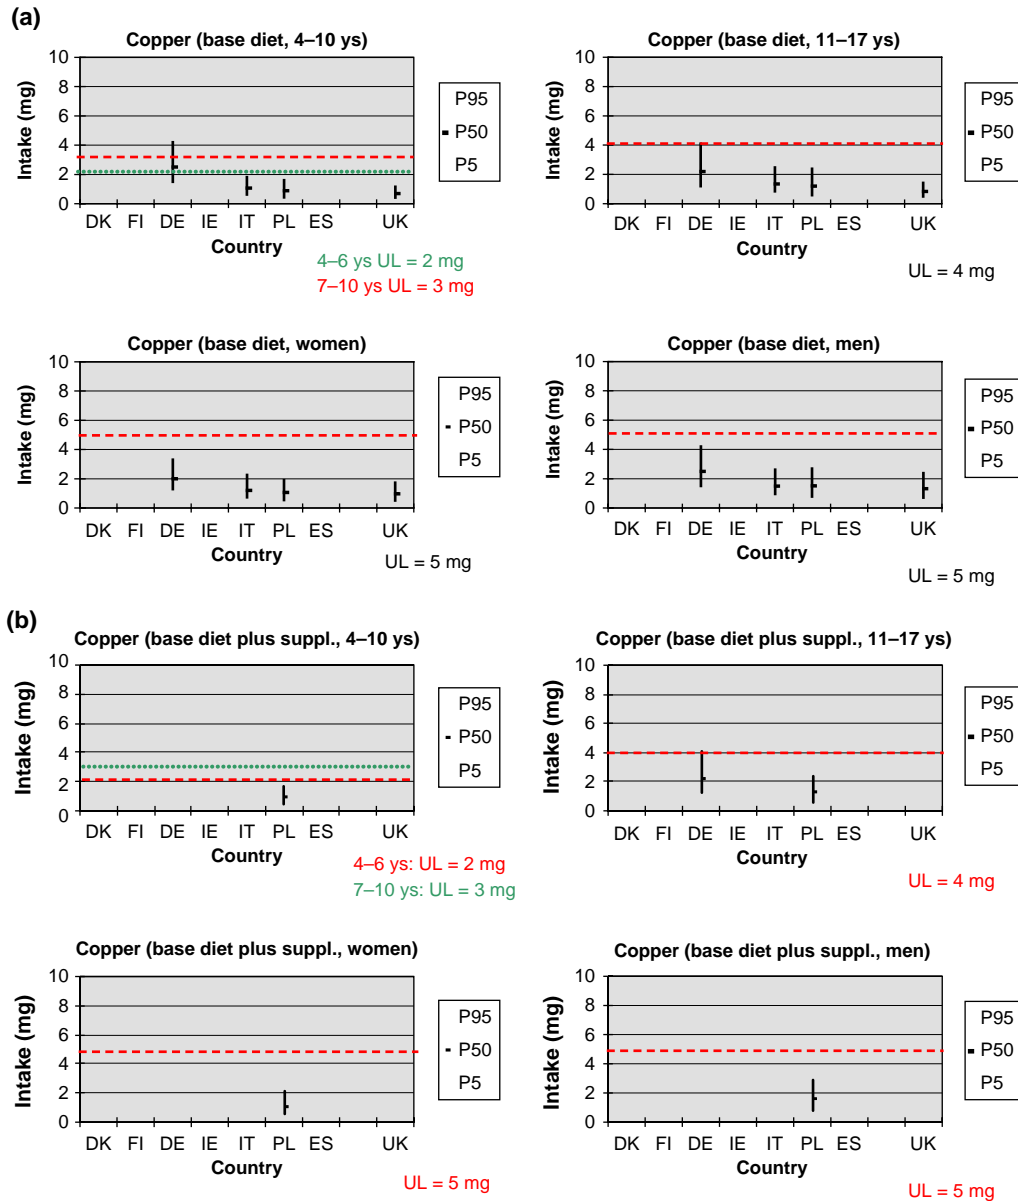 (a)
Copper (base diet, 4–10 ys)
Intake (mg)
10
8
6
4
2
0
DK FI DE IE IT PL ES UK
Country
P95
P50
P5
4–6 ys UL = 2 mg
7–10 ys UL = 3 mg
Copper (base diet, 11–17 ys)
Intake (mg)
10
8
6
4
2
0
DK FI DE IE IT PL ES UK
Country
P95
P50
P5
UL = 4 mg
Copper (base diet, women)
Intake (mg)
10
8
6
4
2
0
DK FI DE IE IT PL ES UK
Country
P95
P50
P5
UL = 5 mg
Copper (base diet, men)
Intake (mg)
10
8
6
4
2
0
DK FI DE IE IT PL ES UK
Country
P95
P50
P5
UL = 5 mg
(b)
Copper (base diet plus suppl., 4–10 ys)
Intake (mg)
10
8
6
4
2
0
DK FI DE IE IT PL ES UK
Country
P95
P50
P5
4–6 ys: UL = 2 mg
7–10 ys: UL = 3 mg
Copper (base diet plus suppl., 11–17 ys)
Intake (mg)
10
8
6
4
2
0
DK FI DE IE IT PL ES UK
Country
P95
P50
P5
UL = 4 mg
Copper (base diet plus suppl., women)
Intake (mg)
10
8
6
4
2
0
DK FI DE IE IT PL ES UK
Country
P95
P50
P5
UL = 5 mg
Copper (base diet plus suppl., men)
Intake (mg)
10
8
6
4
2
0
DK FI DE IE IT PL ES UK
Country
P95
P50
P5
UL = 5 mg